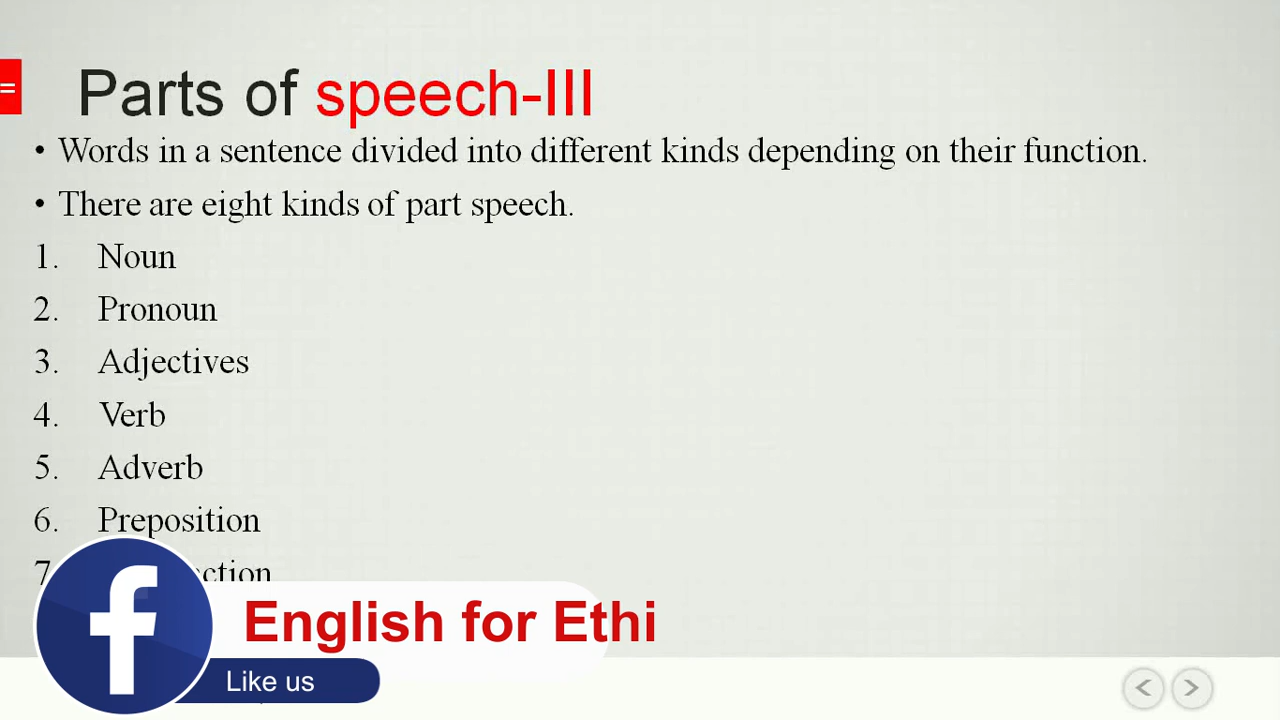 =
Parts of speech-III
• Words in a sentence divided into different kinds depending on their function.
• There are eight kinds of part speech.
1. Noun
2. Pronoun
3. Adjectives
4. Verb
5. Adverb
6. Preposition
7
f
English for Ethi
Like us
< >